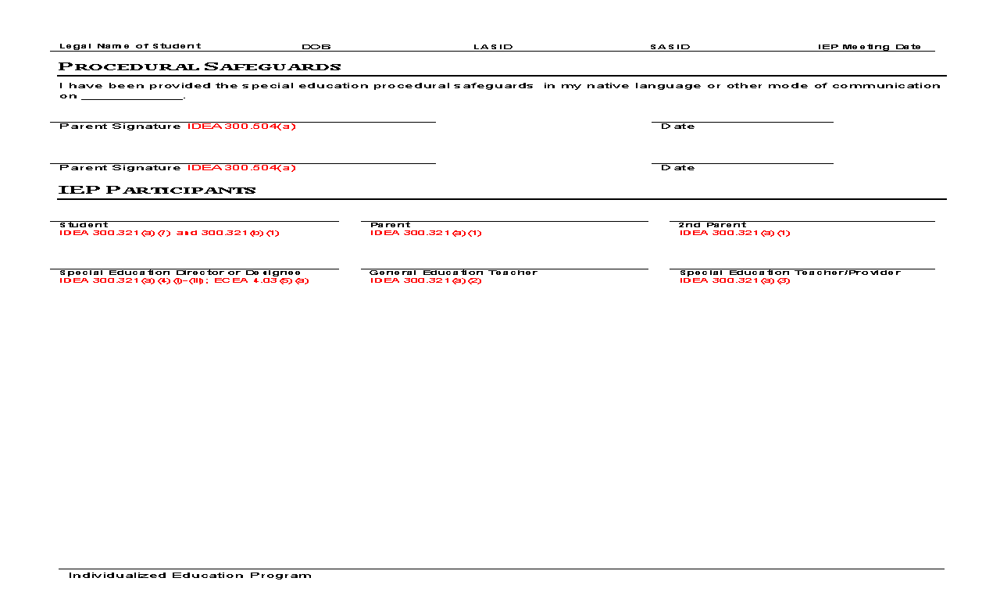 Legal Name of Student DOB LASID SASID IEP Meeting Date
PROCEDURAL SAFEGUARDS
I have been provided the special education procedural safeguards in my native language or other mode of communication
on _______________.
Parent Signature IDEA 300.504(a) Date
Parent Signature IDEA 300.504(a) Date
IEP PARTICIPANTS
Student Parent 2nd Parent
IDEA 300.321(a)(7) and 300.321(b)(1) IDEA 300.321(a)(1) IDEA 300.321(a)(1)
Special Education Director or Designee General Education Teacher Special Education Teacher/Provider
IDEA 300.321(a)(4)(i)-(iii); ECEA 4.03(5)(a) IDEA 300.321(a)(2) IDEA 300.321(a)(3)
Individualized Education Program